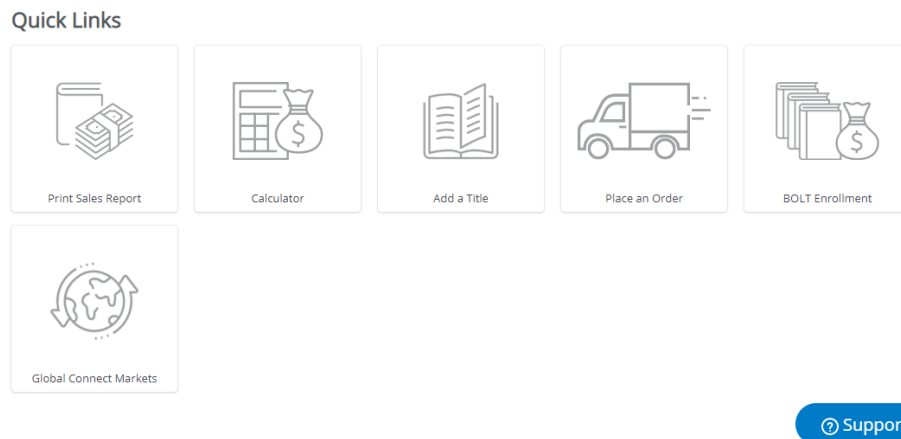 Quick Links
Print Sales Report
Calculator
Add a Title
Place an Order
BOLT Enrollment
Global Connect Markets
Suppor